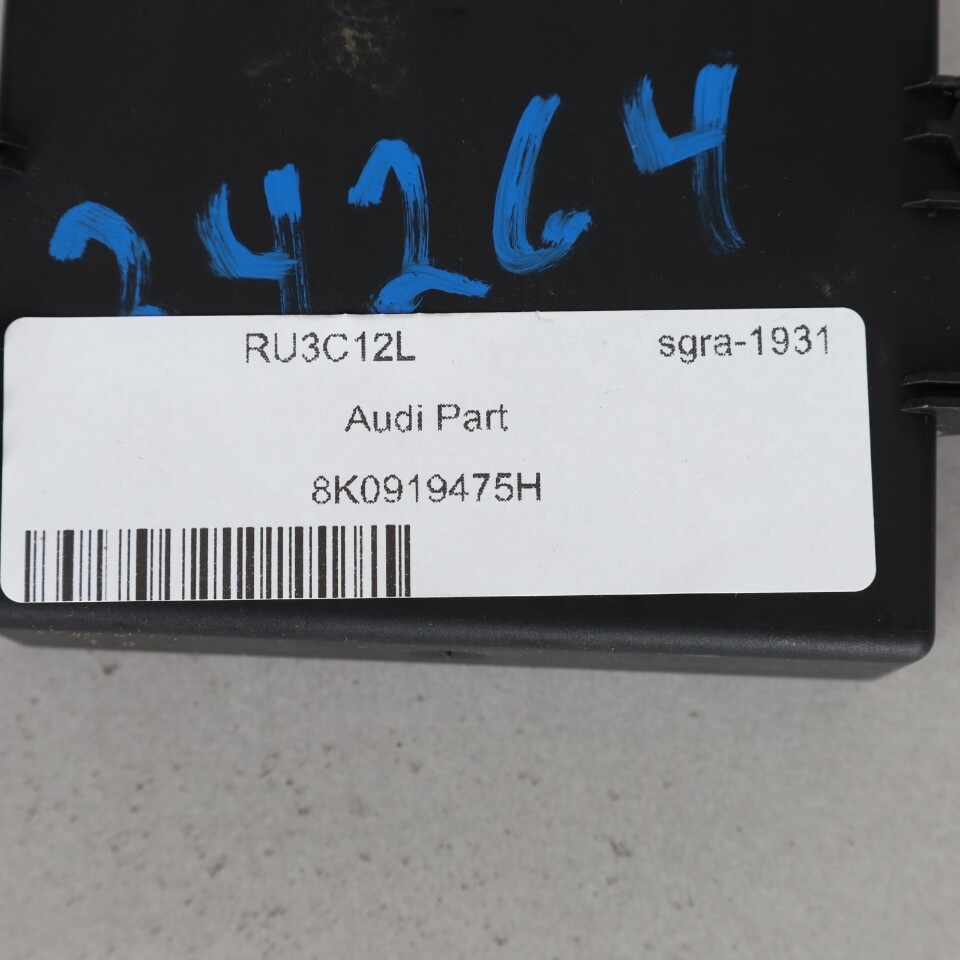 24264
RU3C12L sgra-1931
Audi Part
8K0919475H